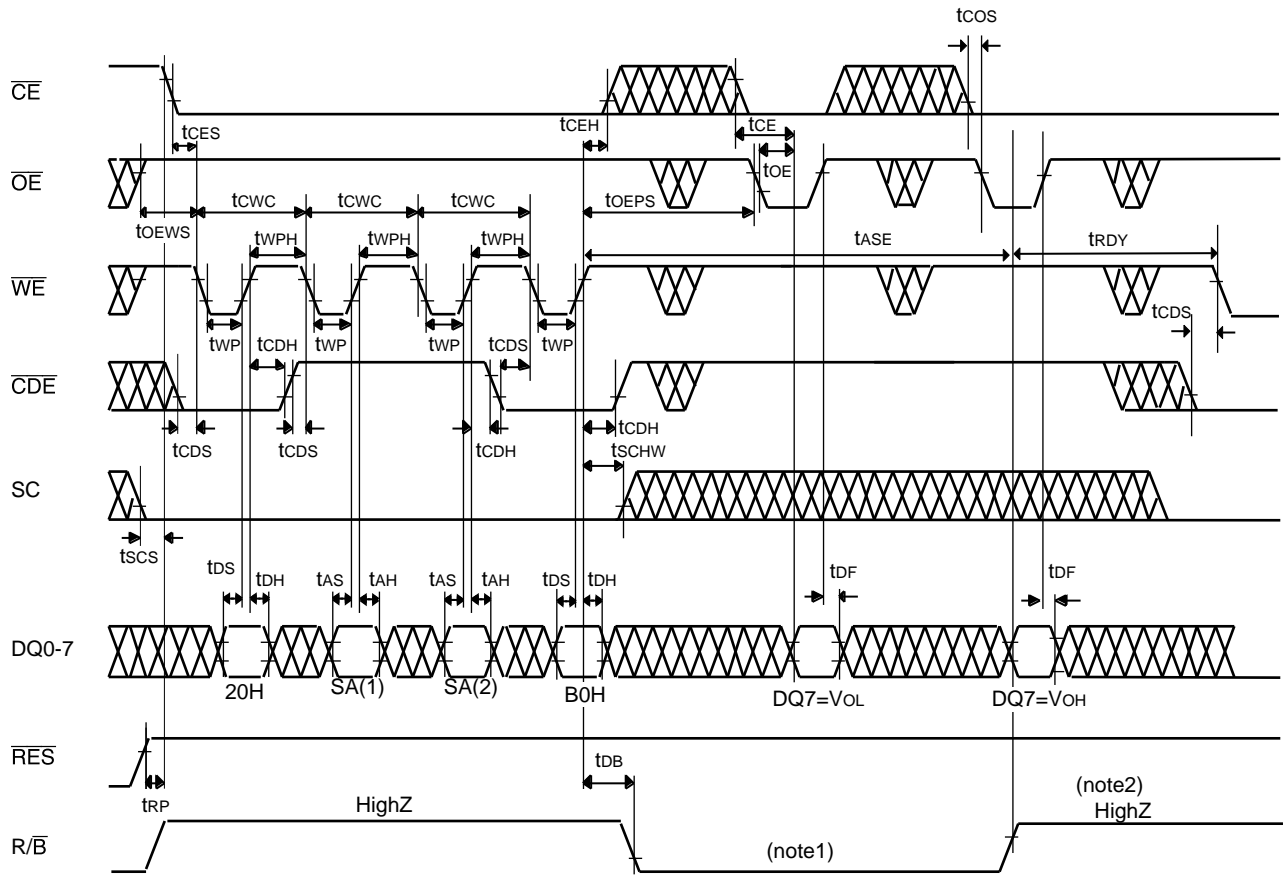 tCOS
CE
tCES
tCEH
tCE
OE
tOE
tCWC tCWC tCWC
tOEWS
tOEPS
tWPH tWPH tWPH
tASE
tRDY
WE
tWP tWP tWP tWP
tCDH
tCDS
tCDS
CDE
tCDS tCDS tCDH
tCDH
tSCHW
SC
tSCS
tDS tDH tAS tAH tAS tAH tDS tDH
tDF tDF
DQ0-7
20H SA(1) SA(2) B0H DQ7=VOL DQ7=VOH
RES
tRP
tDB
HighZ
(note2)
HighZ
R/B
(note1)